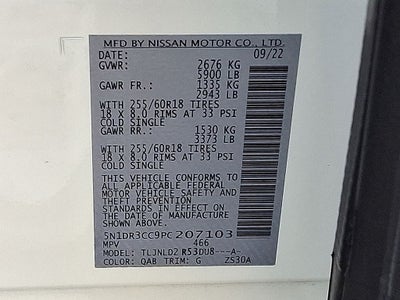 MFD BY NISSAN MOTOR CO., LTD.
DATE: 09/22
GVWR: 2676 KG
5900 LB
GAWR FR.: 1335 KG
2943 LB
WITH 255/60R18 TIRES
18 X 8.0 RIMS AT 33 PSI
COLD SINGLE
GAWR RR.: 1530 KG
3373 LB
WITH 255/60R18 TIRES
18 X 8.0 RIMS AT 33 PSI
COLD SINGLE
THIS VEHICLE CONFORMS TO
ALL APPLICABLE FEDERAL
MOTOR VEHICLE SAFETY AND
THEFT PREVENTION
STANDARDS IN EFFECT ON
THE DATE OF MANUFACTURE
SHOWN ABOVE.
5N1DR3CC9PC207103
MPV 466
MODEL: TLJNLD2 R53DU8---A-
COLOR: QAB TRIM: G ZS30A